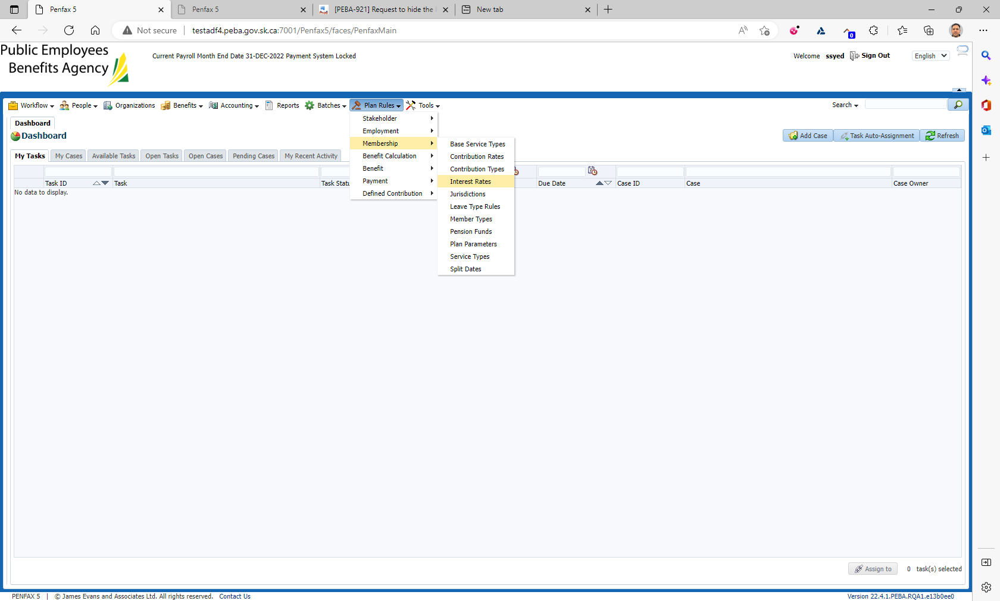 Penfax 5
Penfax 5
[PEBA-921] Request to hide the
New tab
Not secure
testadf4.peba.gov.sk.ca:7001/Penfax5/faces/PenfaxMain
0
Public Employees
Benefits Agency
Current Payroll Month End Date 31-DEC-2022 Payment System Locked
Welcome ssyed Sign Out
English
Workflow People Organizations Benefits Accounting Reports Batches Plan Rules Tools
Search
Dashboard
Dashboard
Add Case Task Auto-Assignment Refresh
My Tasks My Cases Available Tasks Open Tasks Open Cases Pending Cases My Recent Activity
Task ID Task Task Statu Due Date Case ID Case Case Owner
No data to display.
Stakeholder
Employment
Membership
Benefit Calculation
Benefit
Payment
Defined Contribution
Base Service Types
Contribution Rates
Contribution Types
Interest Rates
Jurisdictions
Leave Type Rules
Member Types
Pension Funds
Plan Parameters
Service Types
Split Dates
Assign to 0 task(s) selected
PENFAX 5 | © James Evans and Associates Ltd. All rights reserved. Contact Us
Version 22.4.1.PEBA.RQA1.e13b0ee0